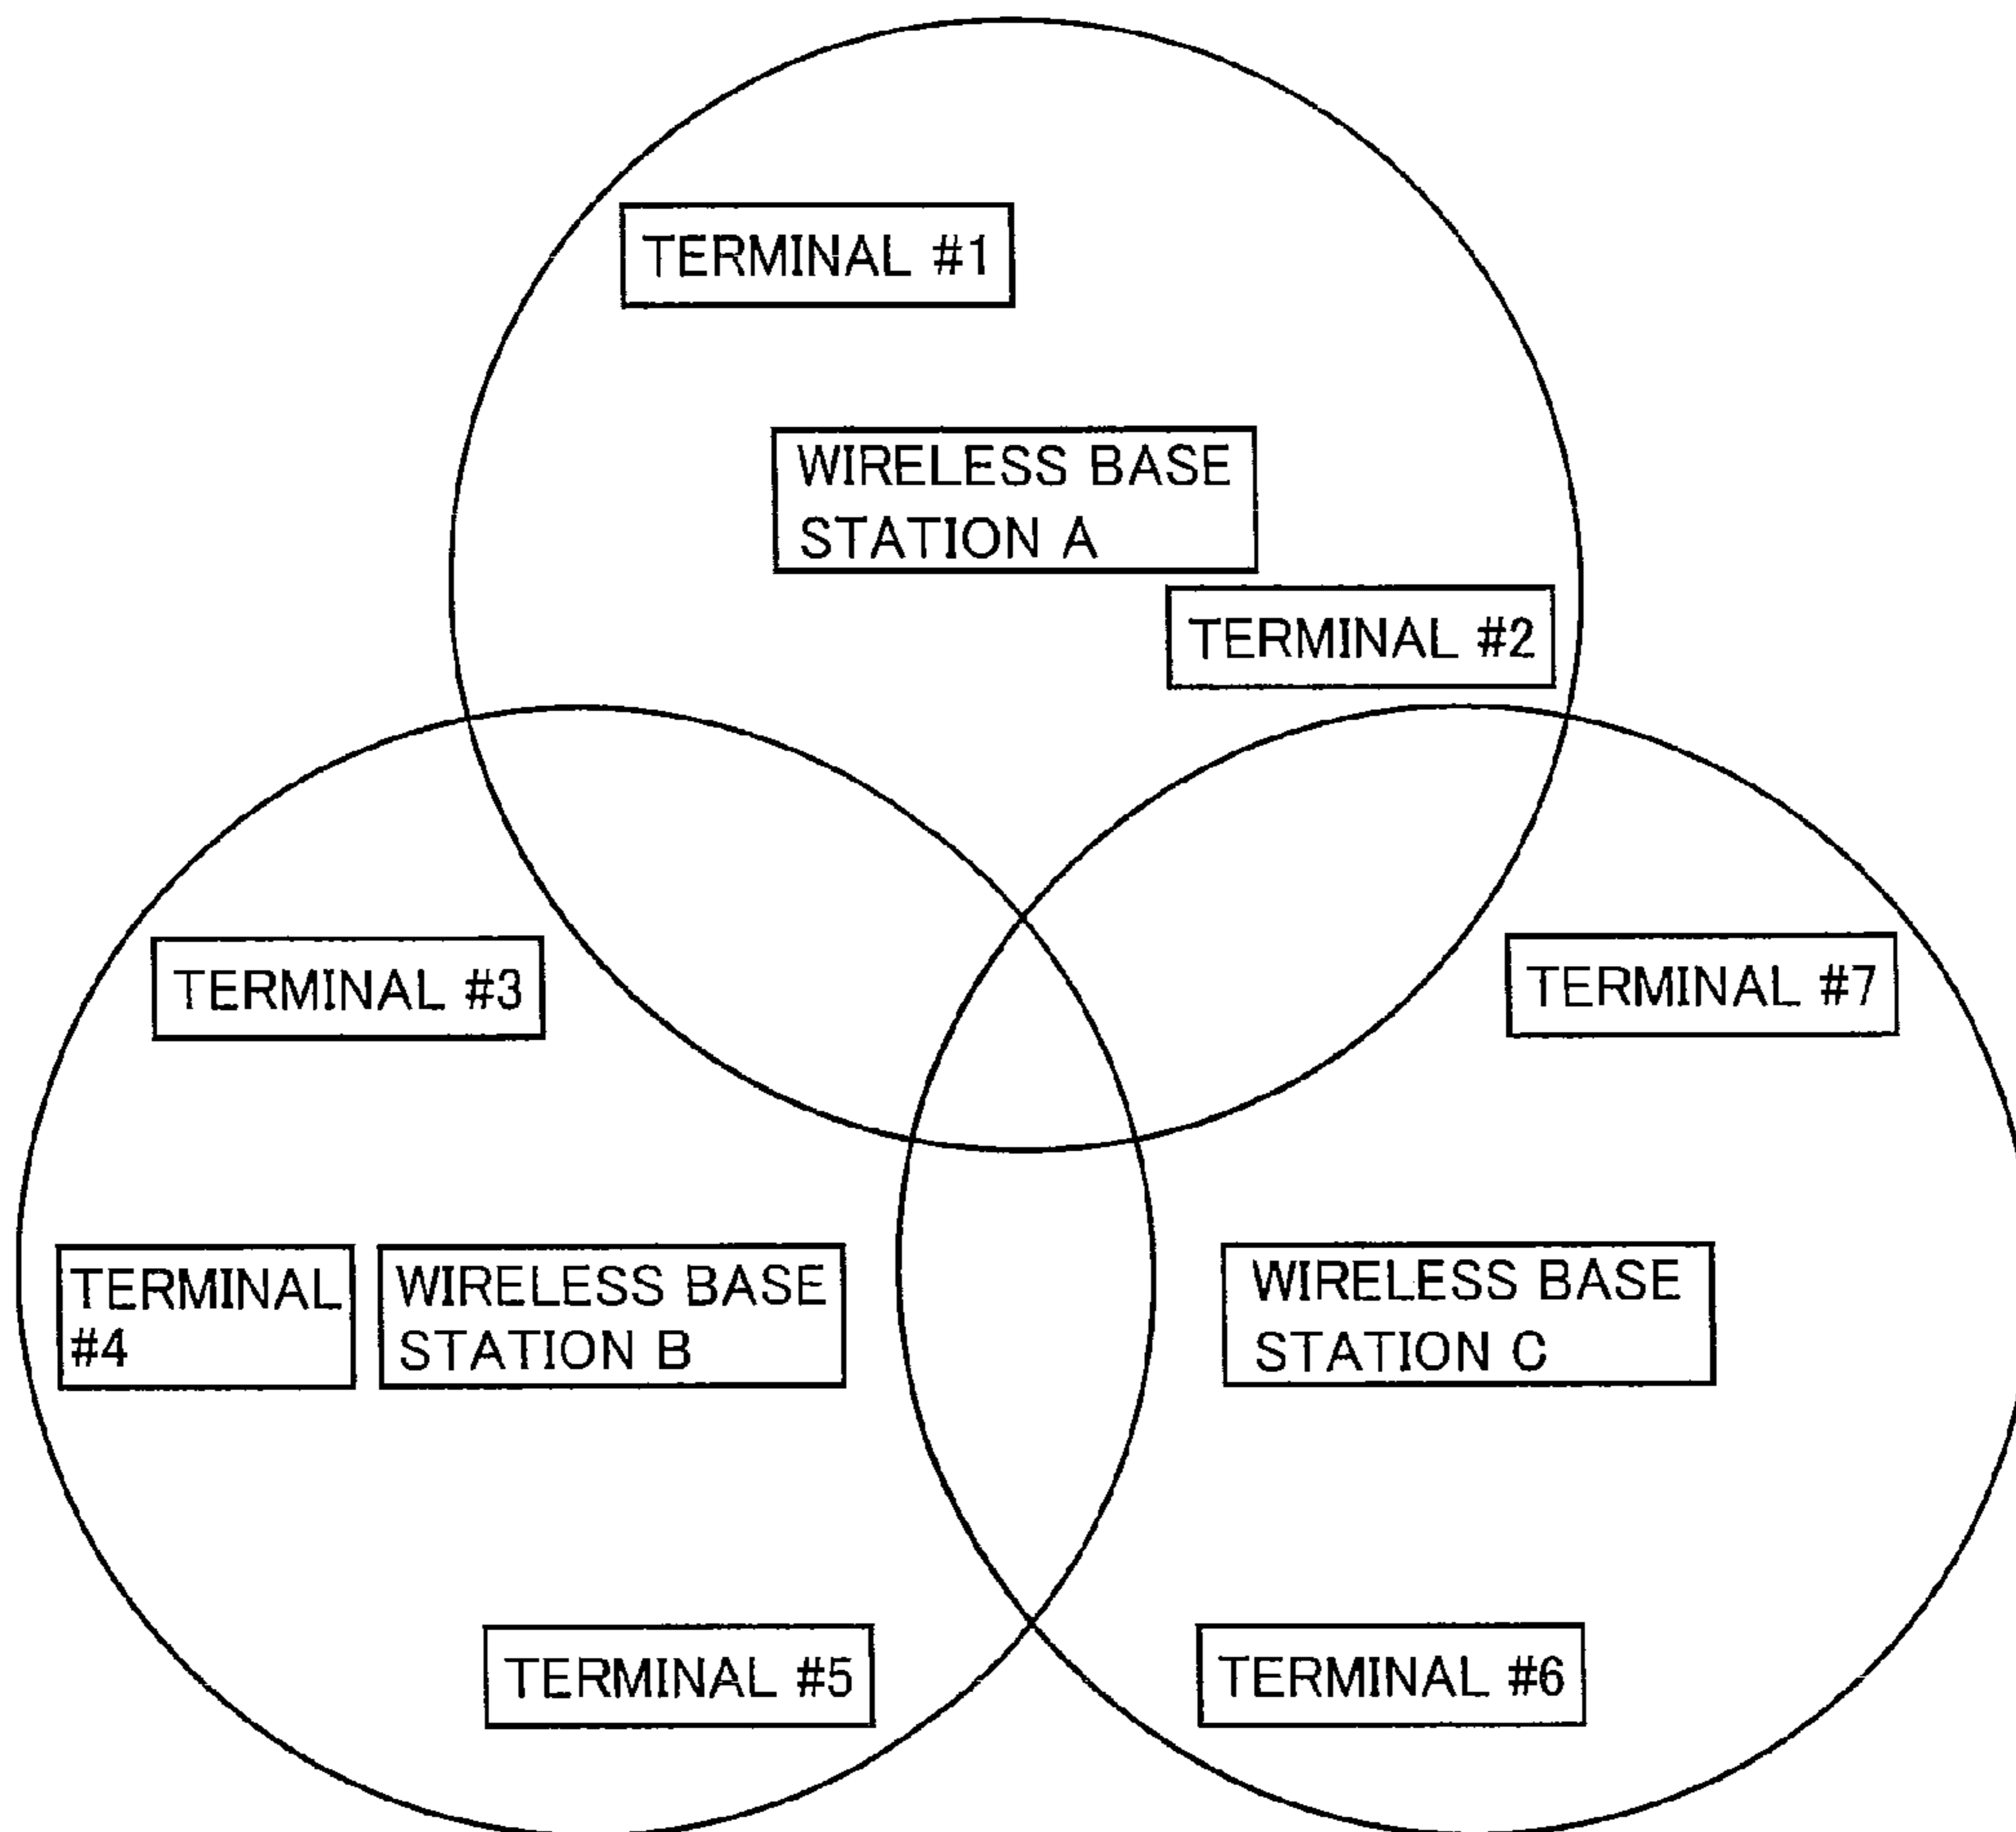 TERMINAL #1
WIRELESS BASE
STATION A
TERMINAL #2
TERMINAL #3
TERMINAL #7
TERMINAL
#4
WIRELESS BASE
STATION B
WIRELESS BASE
STATION C
TERMINAL #5
TERMINAL #6